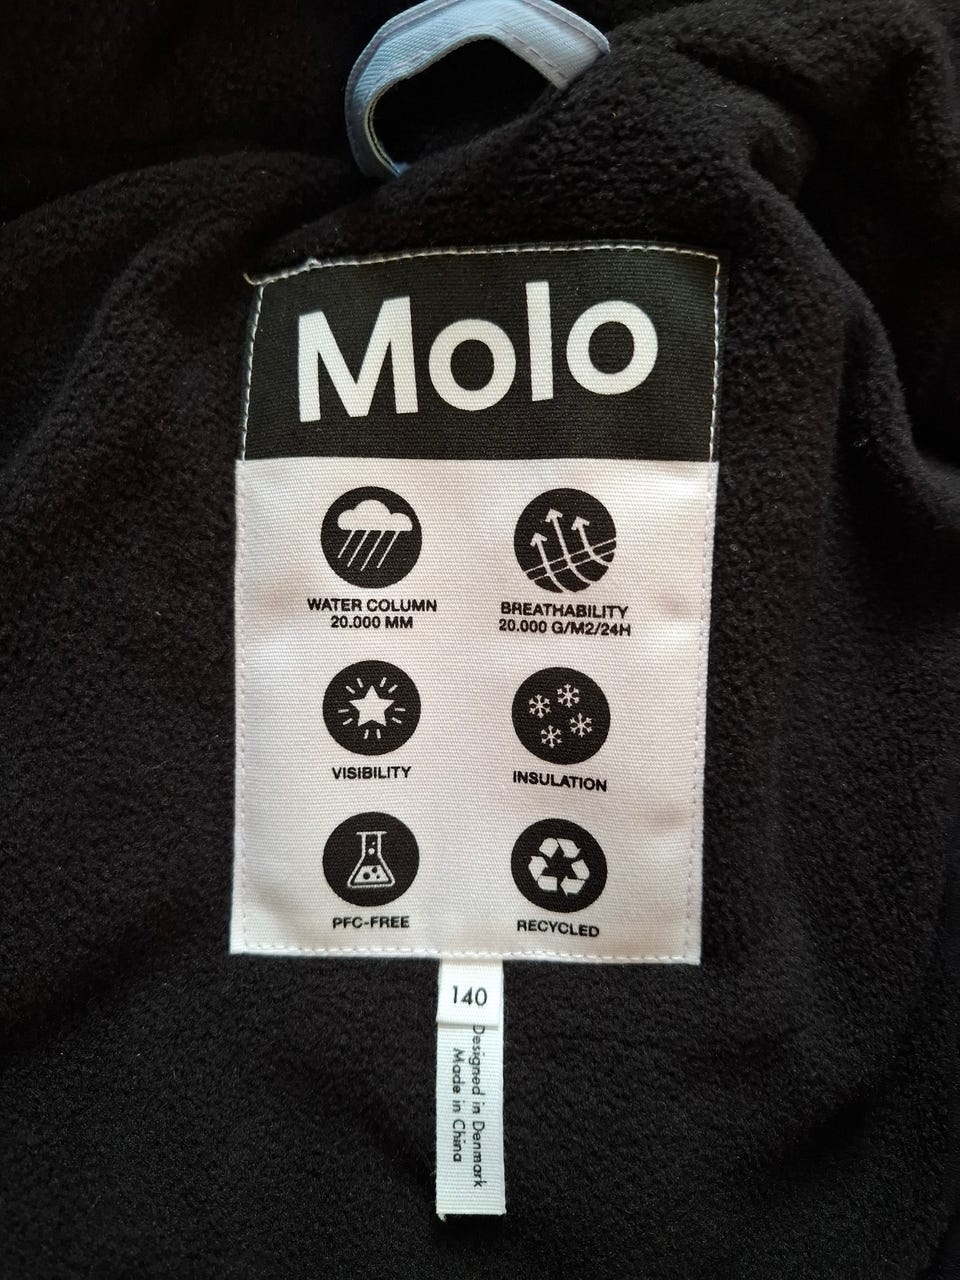 Molo
WATER COLUMN
20.000 MM
BREATHABILITY
20.000 G/M2/24H
VISIBILITY
INSULATION
PFC-FREE
RECYCLED
140
Designed in Denmark
Made in China